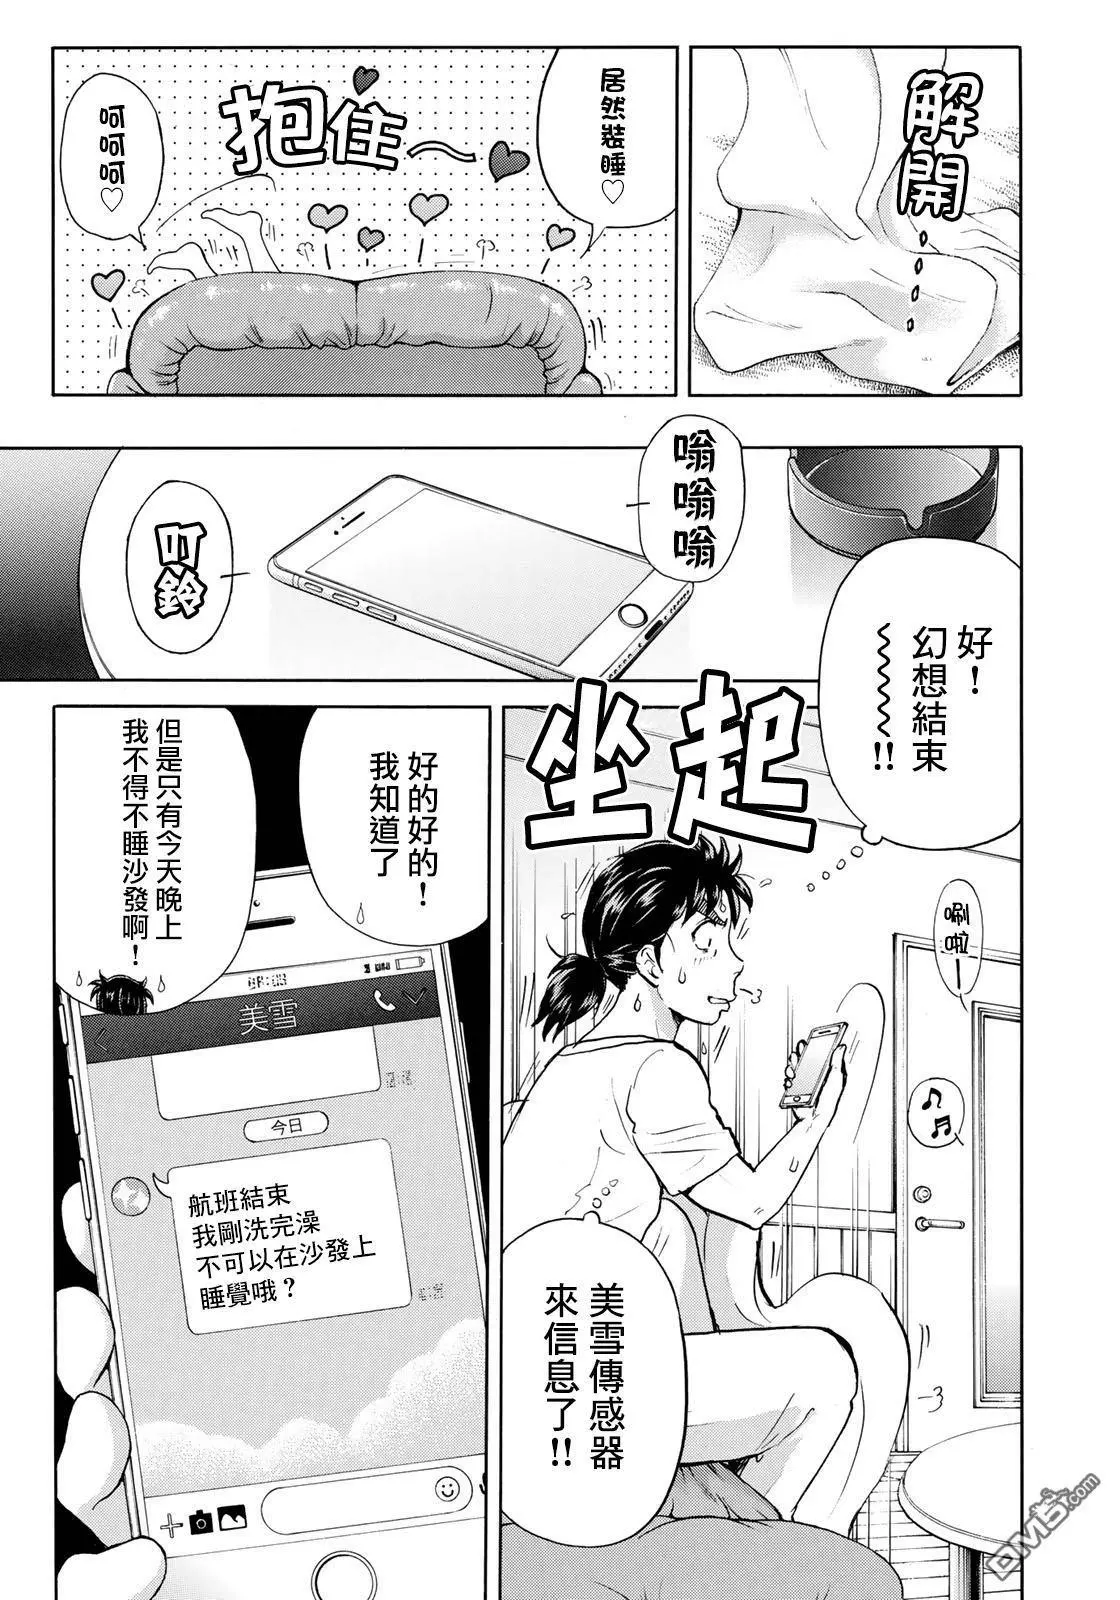 解開
居然裝睡♡
抱住～
呵呵呵♡
嗡嗡嗡
叮鈴
好！
幻想結束
～～～～!!
坐起
唰啦—
美雪傳感器
來信息了!!
好的好的！
我知道了
但是只有今天晚上
我不得不睡沙發啊！
美雪
今日
航班結束
我剛洗完澡
不可以在沙發上
睡覺哦？
DM5.com